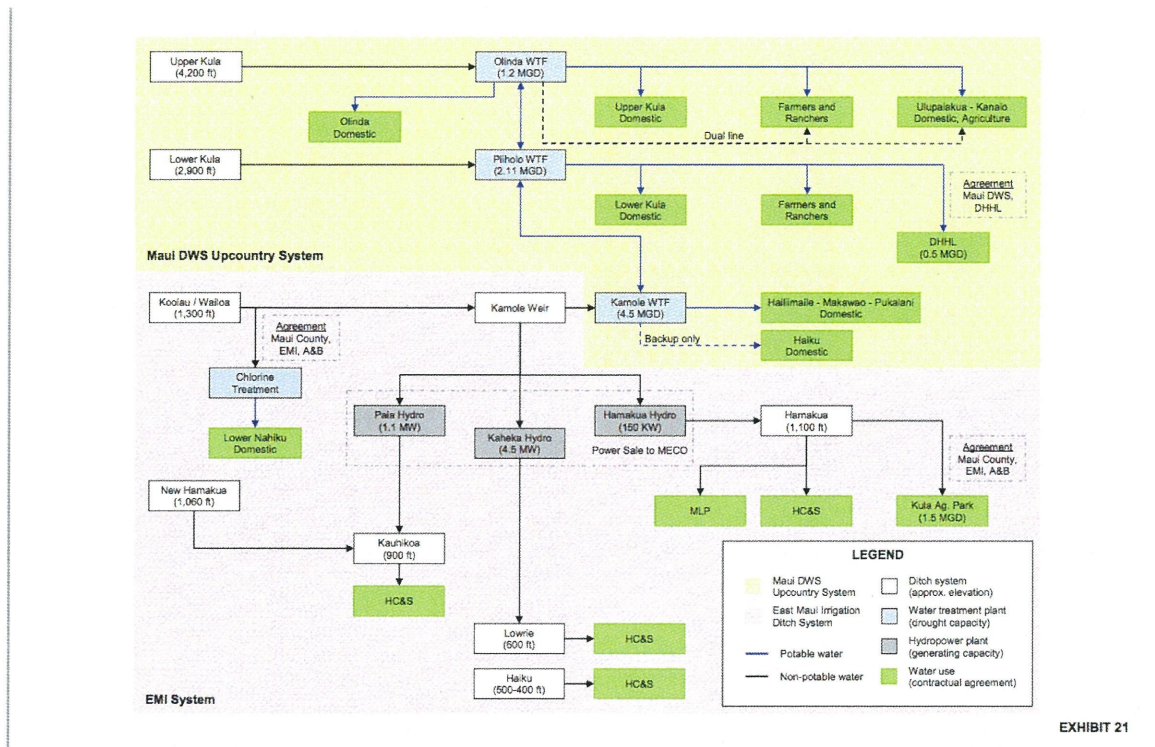 Upper Kula
(4,200 ft)
Olinda WTF
(1.2 MGD)
Olinda
Domestic
Upper Kula
Domestic
Farmers and
Ranchers
Ulupalakua - Kanaio
Domestic, Agriculture
Dual line
Lower Kula
(2,900 ft)
Piiholo WTF
(2.11 MGD)
Lower Kula
Domestic
Farmers and
Ranchers
Agreement
Maui DWS,
DHHL
DHHL
(0.5 MGD)
Maui DWS Upcountry System
Koolau / Wailoa
(1,300 ft)
Kamole Weir
Kamole WTF
(4.5 MGD)
Haliimaile - Makawao - Pukalani
Domestic
Backup only
Haiku
Domestic
Agreement
Maui County,
EMI, A&B
Chlorine
Treatment
Lower Nahiku
Domestic
Paia Hydro
(1.1 MW)
Kaheka Hydro
(4.5 MW)
Hamakua Hydro
(150 KW)
Power Sale to MECO
Hamakua
(1,100 ft)
Agreement
Maui County,
EMI, A&B
MLP
HC&S
Kula Ag. Park
(1.5 MGD)
New Hamakua
(1,060 ft)
Kauhikoa
(900 ft)
HC&S
Lowrie
(600 ft)
HC&S
Haiku
(500-400 ft)
HC&S
EMI System
LEGEND
Maui DWS
Upcountry System
East Maui Irrigation
Ditch System
Potable water
Non-potable water
Ditch system
(approx. elevation)
Water treatment plant
(drought capacity)
Hydropower plant
(generating capacity)
Water use
(contractual agreement)
EXHIBIT 21